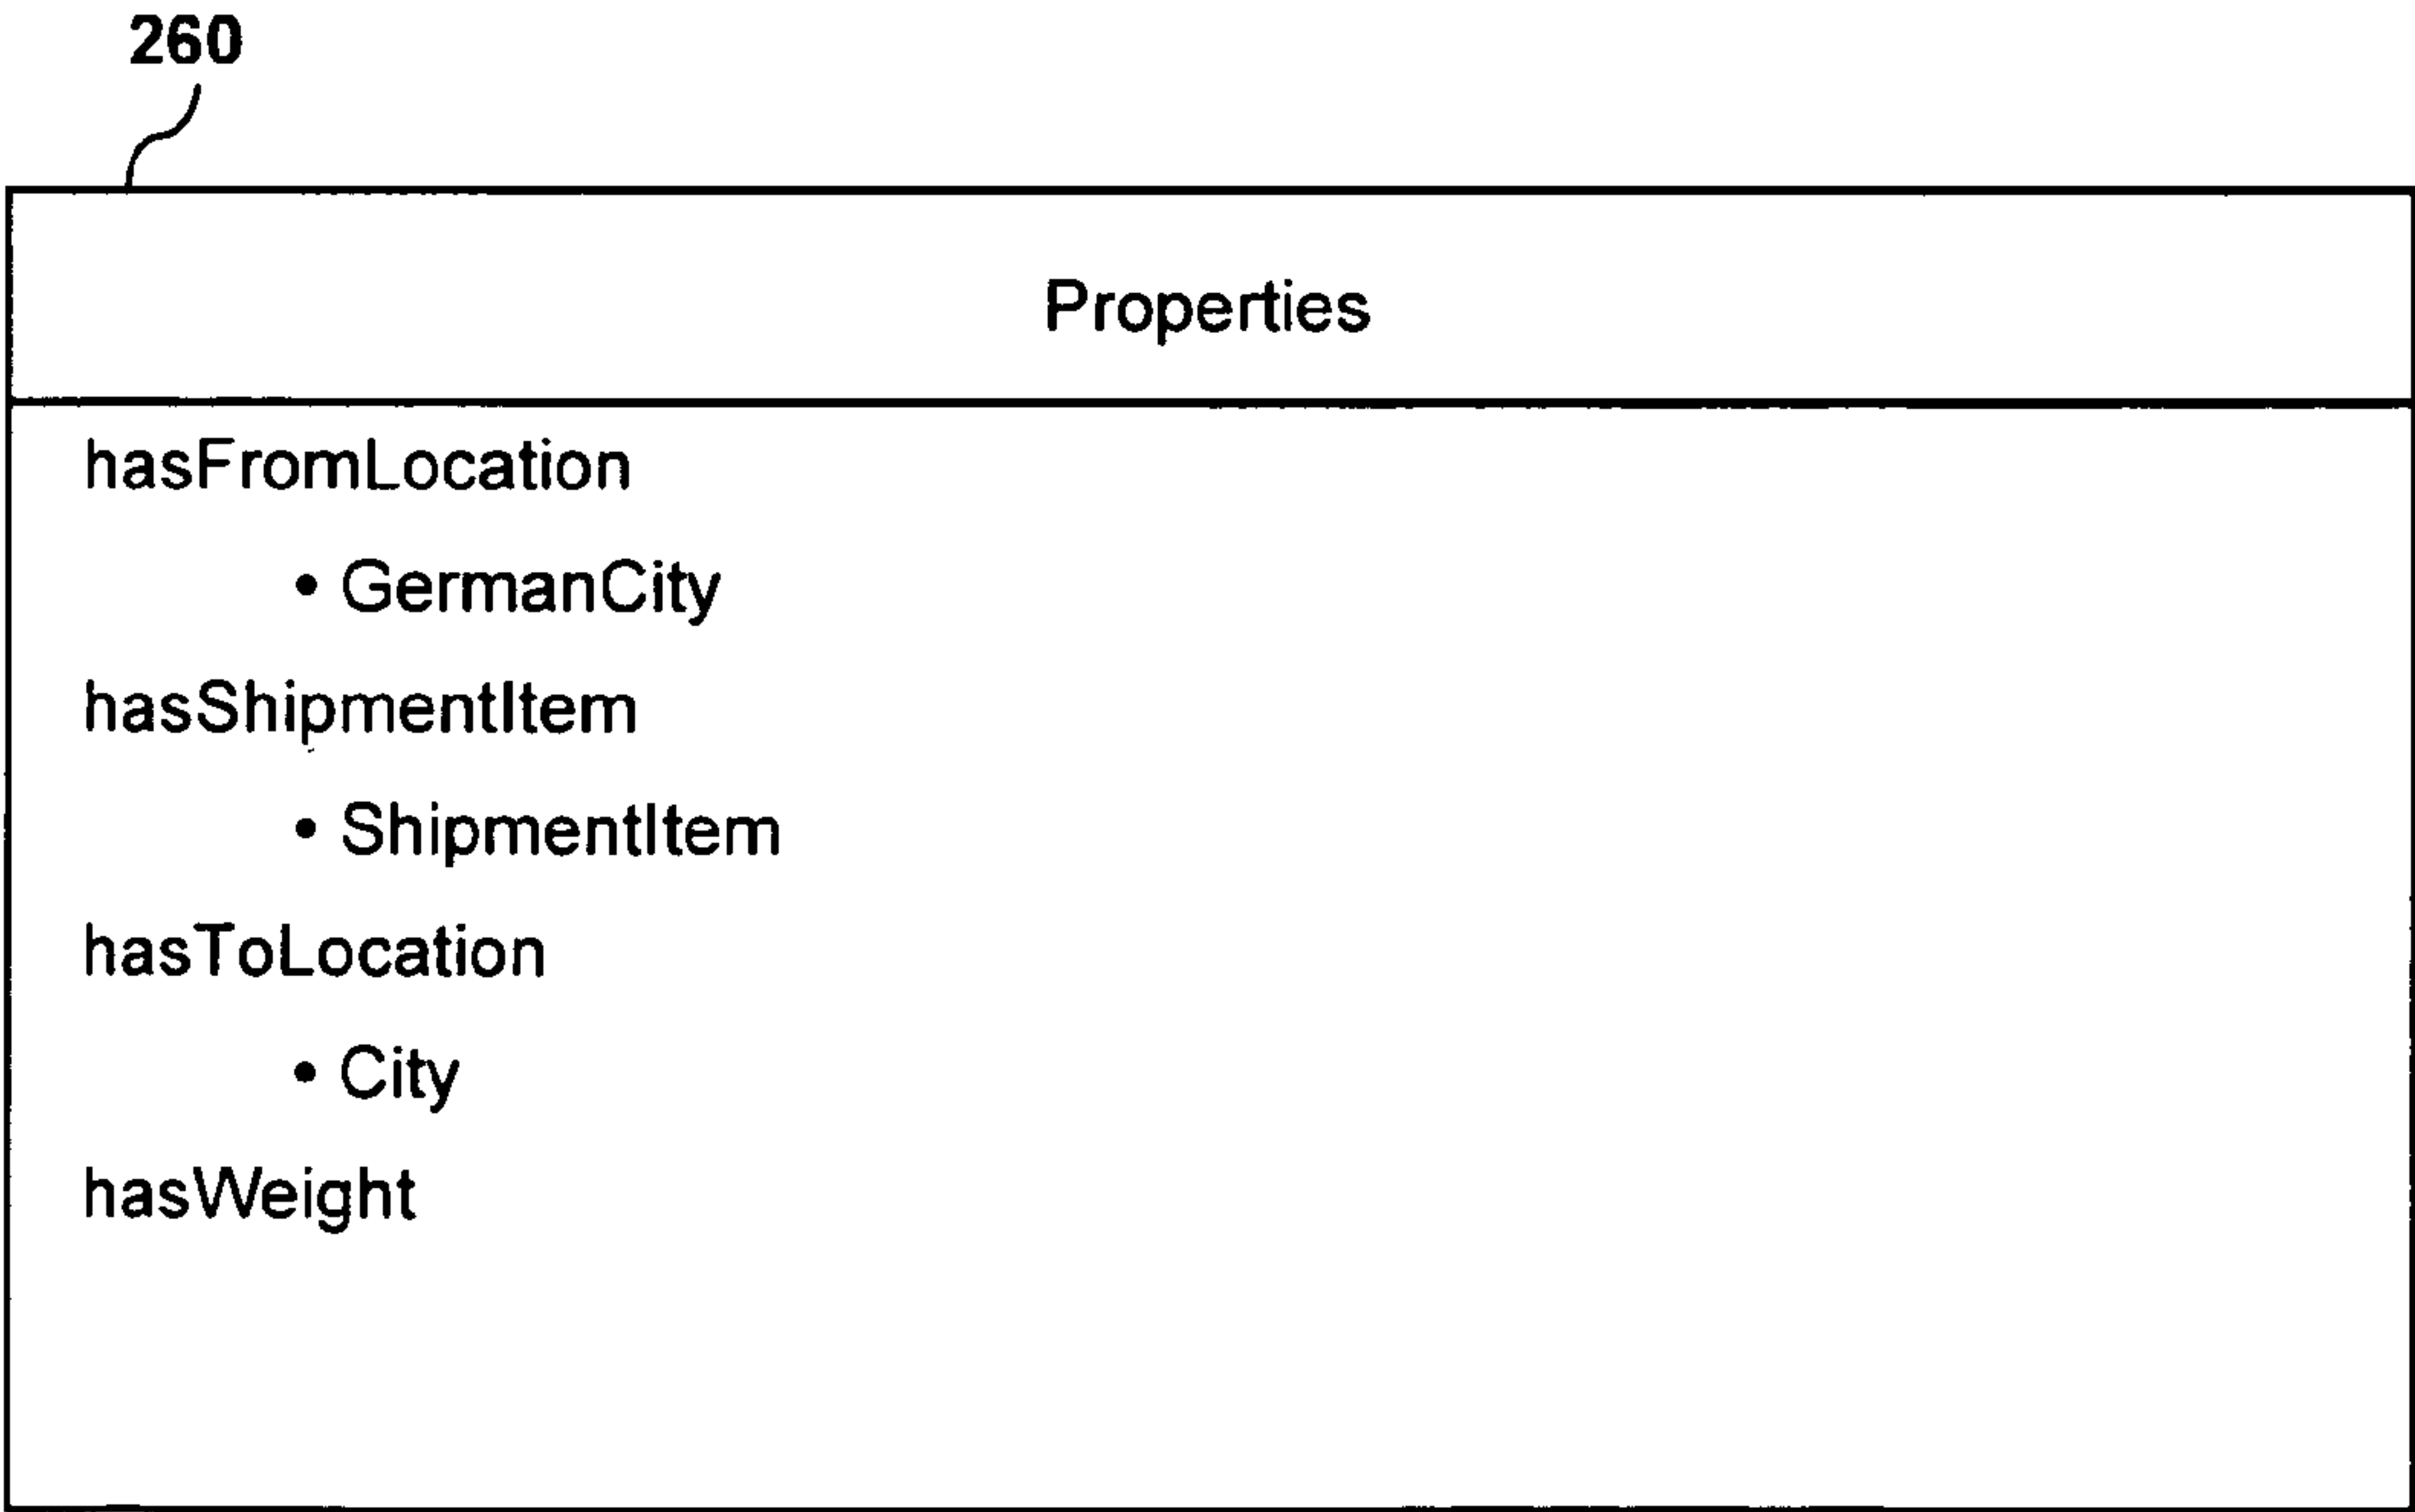 260
Properties
hasFromLocation
• GermanCity
hasShipmentItem
• ShipmentItem
hasToLocation
• City
hasWeight